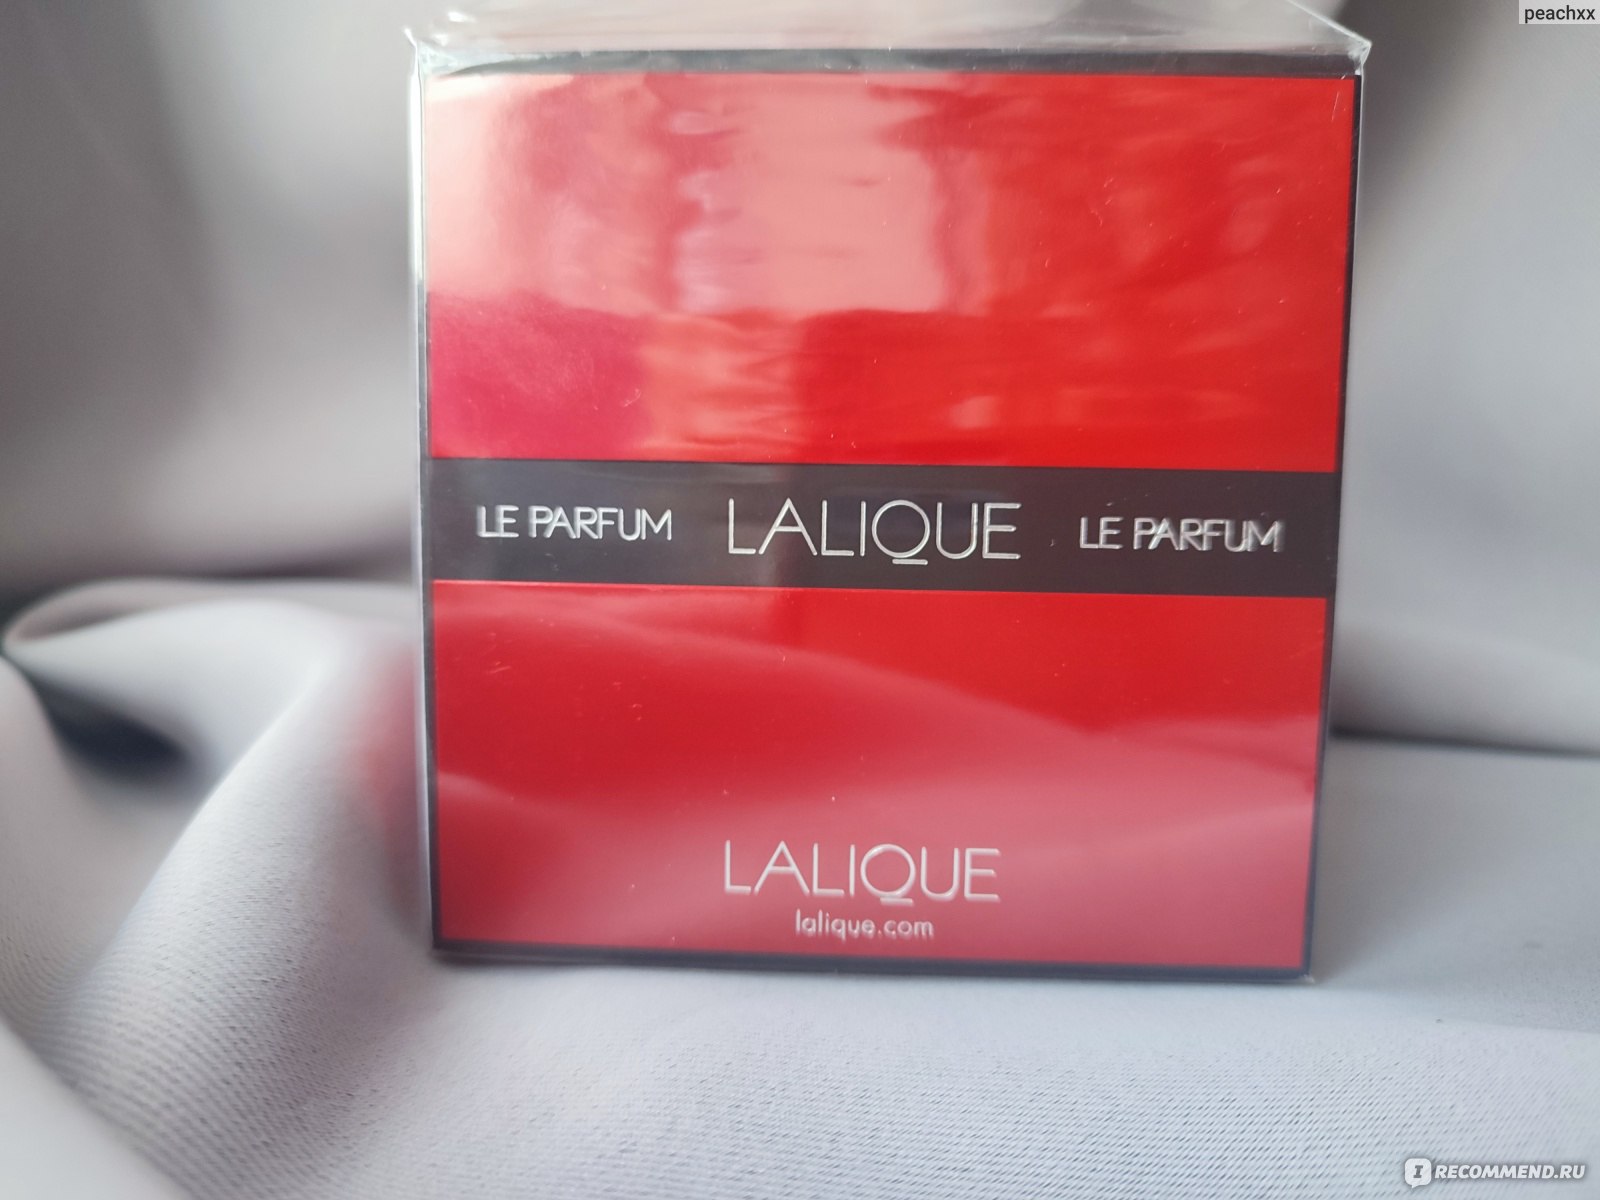 peachxx
LE PARFUM LALIQUE LE PARFUM
LALIQUE
lalique.com
IRECOMMEND.RU